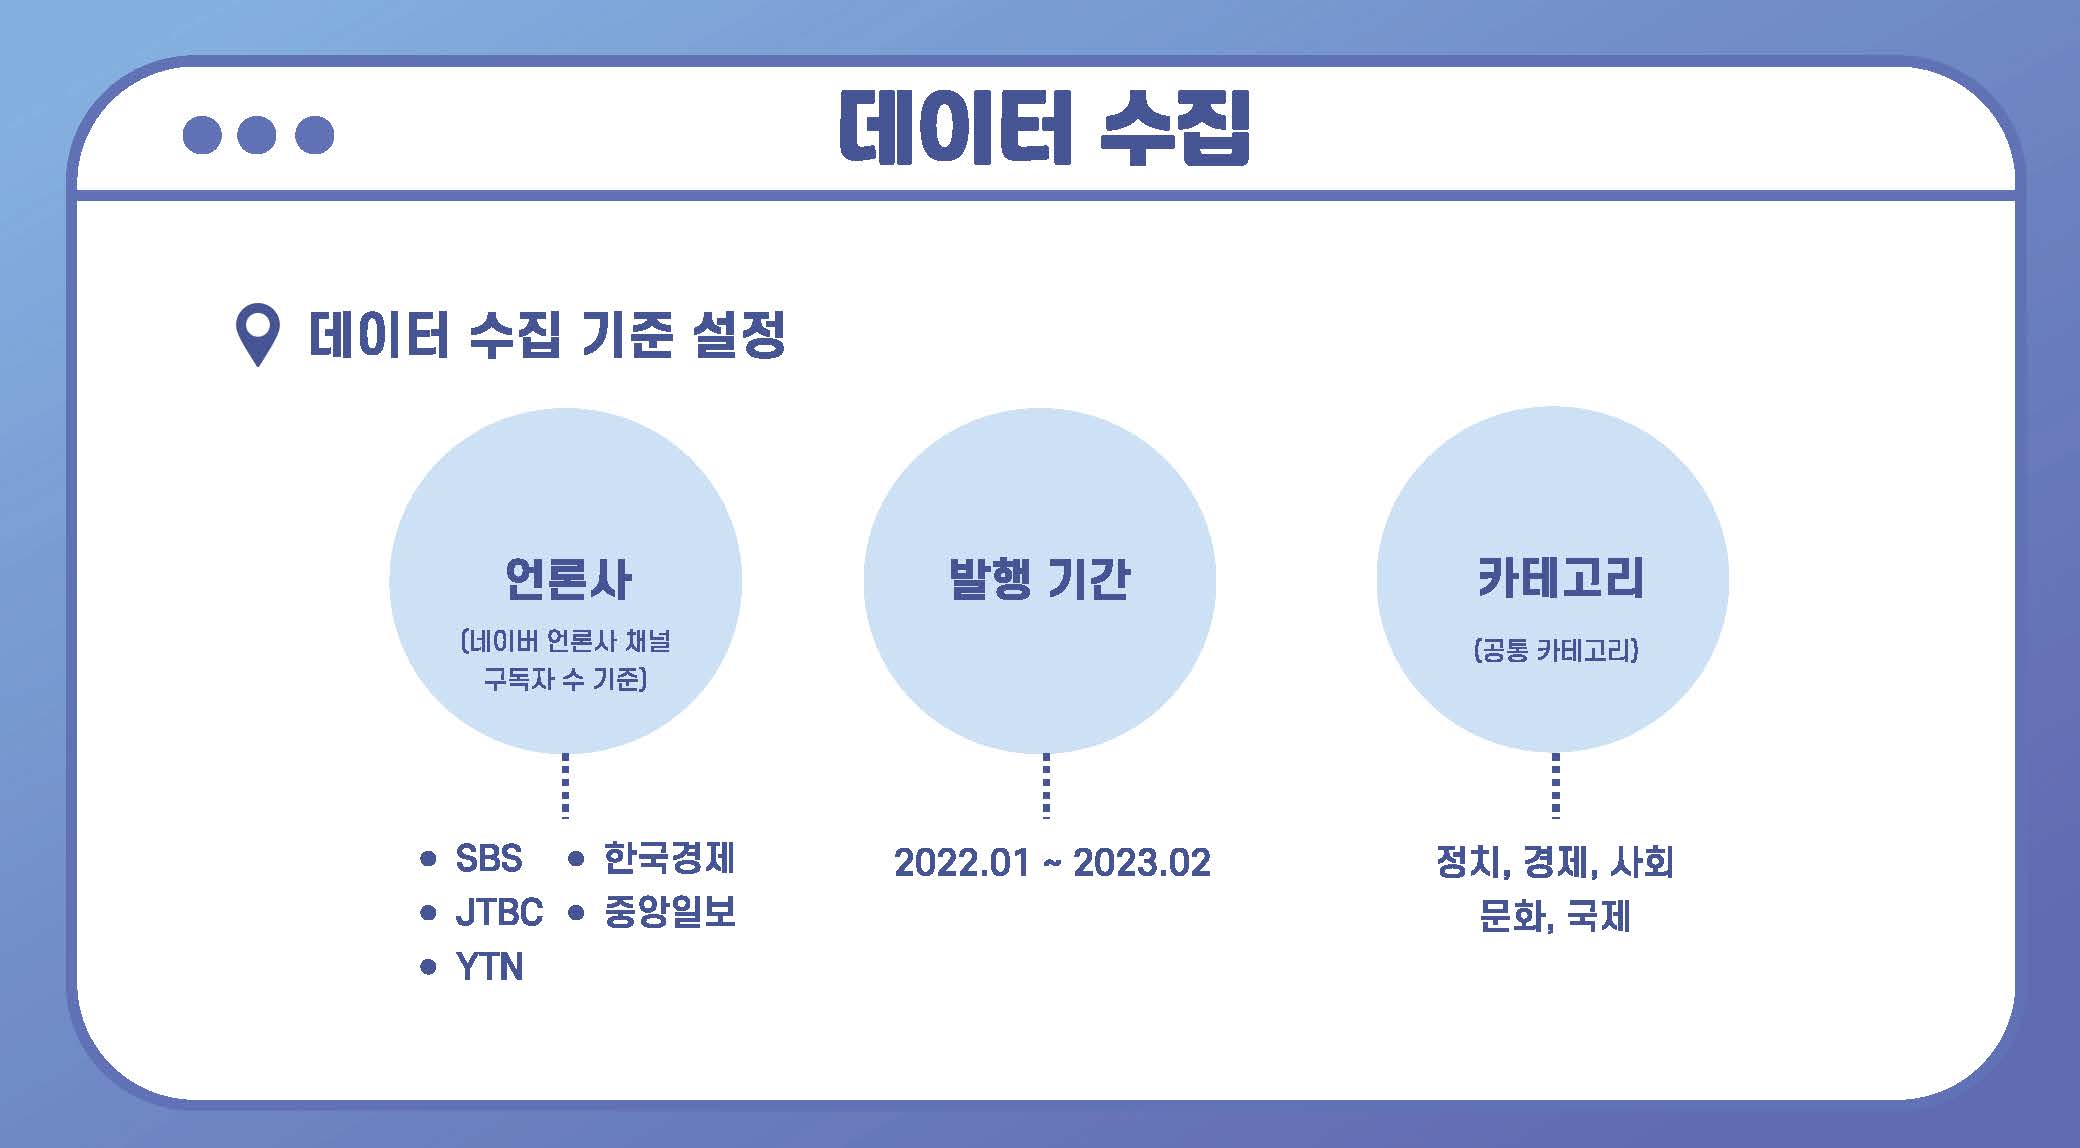 데이터 수집
데이터 수집 기준 설정
언론사
(네이버 언론사 채널
구독자 수 기준)
• SBS
• JTBC
• YTN
• 한국경제
• 중앙일보
발행 기간
2022.01 ~ 2023.02
카테고리
(공통 카테고리)
정치, 경제, 사회
문화, 국제